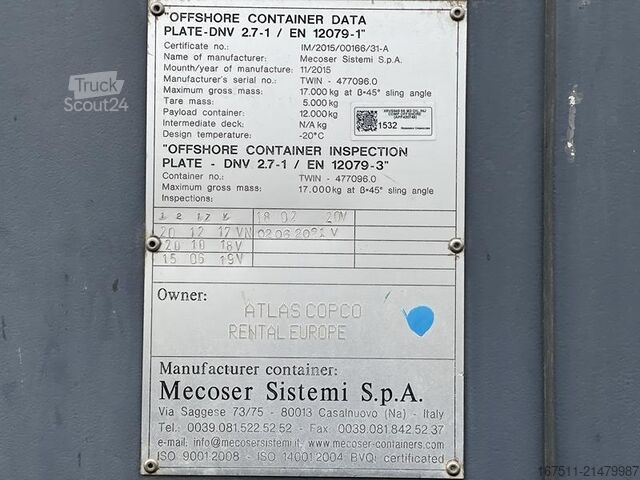 "OFFSHORE CONTAINER DATA
PLATE-DNV 2.7-1 / EN 12079-1"
Certificate no.: IM/2015/00166/31-A
Name of manufacturer: Mecoser Sistemi S.p.A.
Mounth/year of manufacture: 11/2015
Manufacturer's serial no.: TWIN - 477096.0
Maximum gross mass: 17.000 kg at ß•45° sling angle
Tare mass: 5.000 kg
Payload container: 12.000 kg
Intermediate deck: N/A kg
Design temperature: -20°C
1532
"OFFSHORE CONTAINER INSPECTION
PLATE - DNV 2.7-1 / EN 12079-3"
Container no.: TWIN - 477096.0
Maximum gross mass: 17.000 kg at ß•45° sling angle
Inspections:
18 02 20V
20 12 17 VN 02 06 2021 V
20 10 18V
15 06 19V
Owner: ATLAS COPCO
RENTAL EUROPE
Manufacturer container:
Mecoser Sistemi S.p.A.
Via Saggese 73/75 - 80013 Casalnuovo (Na) - Italy
Tel.: 0039.081.522.52.52 - Fax: 0039.081.842.52.37
e-mail: info@mecosersistemi.it, www.mecoser-containers.com
ISO 9001:2008 - ISO 14001:2004 BVQI certificated
Truck
Scout24
167511-21479987